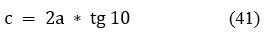 c = 2a * tg 10 (41)